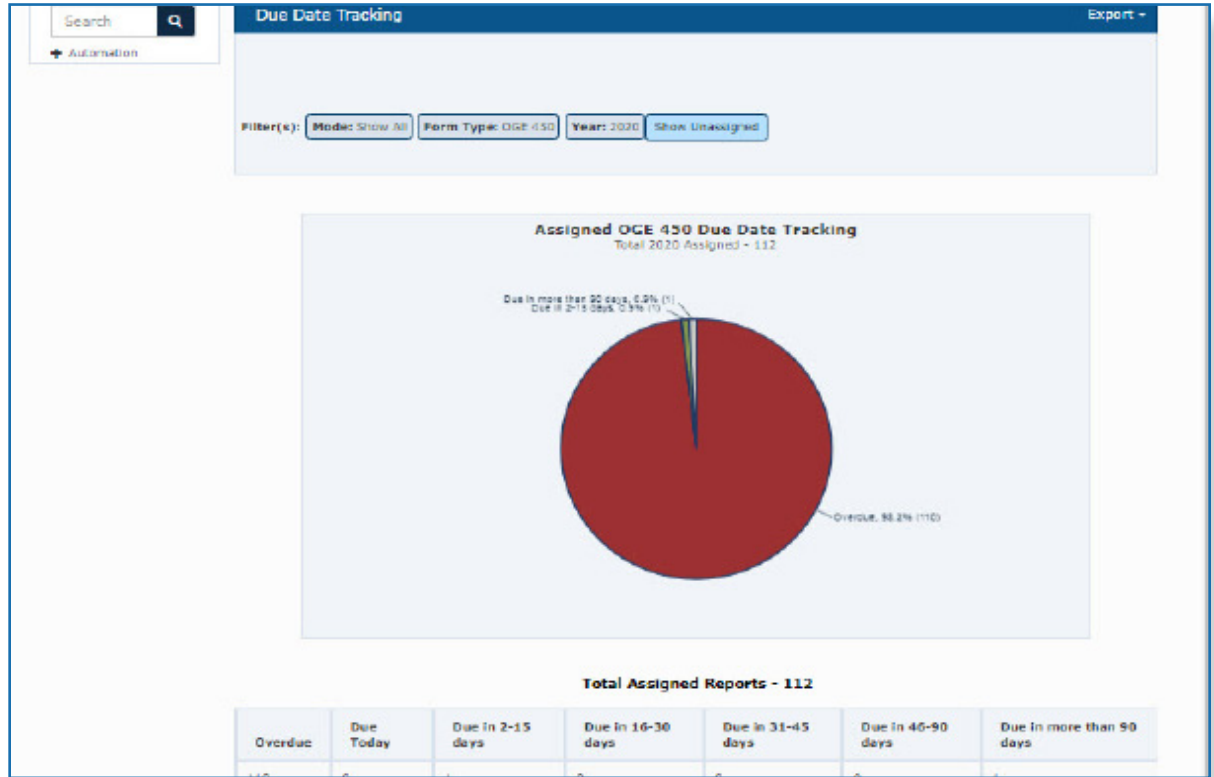 Search
Automation
Due Date Tracking
Export
Filter(s): Mode: Show All Form Type: OGE 450 Year: 2020 Show Unassigned
Assigned OGE 450 Due Date Tracking
Total 2020 Assigned - 112
Due in more than 90 days, 0.9% (1)
Due in 2-15 days, 0.9% (1)
Overdue, 98.2% (110)
Total Assigned Reports - 112
Overdue Due Today Due in 2-15 days Due in 16-30 days Due in 31-45 days Due in 46-90 days Due in more than 90 days